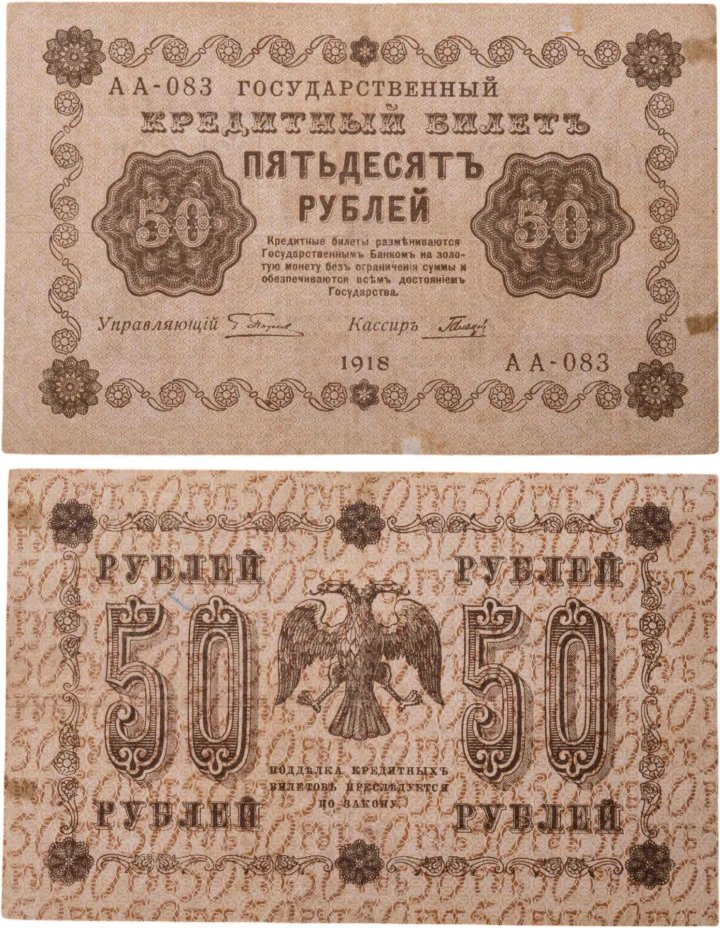 АА-083 ГОСУДАРСТВЕННЫЙ
КРЕДИТНЫЙ БИЛЕТЪ
ПЯТЬДЕСЯТЪ
РУБЛЕЙ
50
50
Кредитные билеты размѣниваются
Государственнымъ Банкомъ на золо-
тую монету безъ ограниченія суммы и
обезпечиваются всѣмъ достояніемъ
Государства.
Управляющій
Кассиръ
1918
АА-083
РУБЛЕЙ
РУБЛЕЙ
50
50
ПОДДѢЛКА КРЕДИТНЫХЪ
БИЛЕТОВЪ ПРЕСЛѢДУЕТСЯ
ПО ЗАКОНУ.
РУБЛЕЙ
РУБЛЕЙ